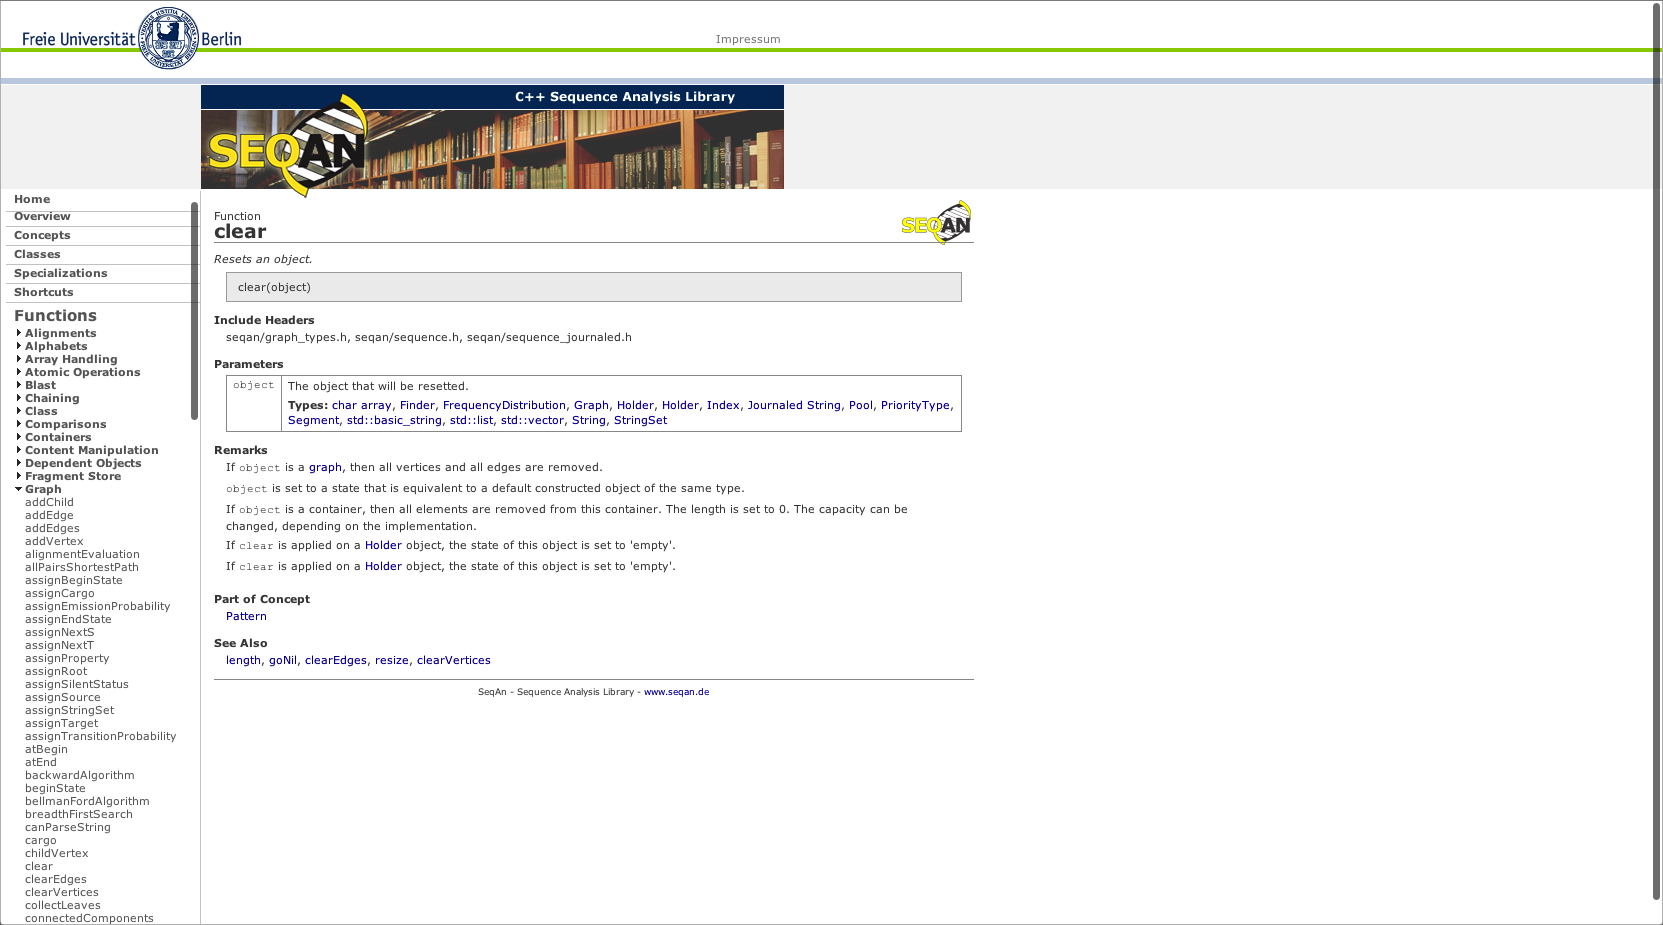 Freie Universität Berlin
Impressum
C++ Sequence Analysis Library
SEQAN
Home
Overview
Concepts
Classes
Specializations
Shortcuts
Functions
Alignments
Alphabets
Array Handling
Atomic Operations
Blast
Chaining
Class
Comparisons
Containers
Content Manipulation
Dependent Objects
Fragment Store
Graph
addChild
addEdge
addEdges
addVertex
alignmentEvaluation
allPairsShortestPath
assignBeginState
assignCargo
assignEmissionProbability
assignEndState
assignNextS
assignNextT
assignProperty
assignRoot
assignSilentStatus
assignSource
assignStringSet
assignTarget
assignTransitionProbability
atBegin
atEnd
backwardAlgorithm
beginState
bellmanFordAlgorithm
breadthFirstSearch
canParseString
cargo
childVertex
clear
clearEdges
clearVertices
collectLeaves
connectedComponents
Function
clear
SEQAN
Resets an object.
clear(object)
Include Headers
seqan/graph_types.h, seqan/sequence.h, seqan/sequence_journaled.h
Parameters
object
The object that will be resetted.
Types: char array, Finder, FrequencyDistribution, Graph, Holder, Holder, Index, Journaled String, Pool, PriorityType,
Segment, std::basic_string, std::list, std::vector, String, StringSet
Remarks
If object is a graph, then all vertices and all edges are removed.
object is set to a state that is equivalent to a default constructed object of the same type.
If object is a container, then all elements are removed from this container. The length is set to 0. The capacity can be
changed, depending on the implementation.
If clear is applied on a Holder object, the state of this object is set to 'empty'.
If clear is applied on a Holder object, the state of this object is set to 'empty'.
Part of Concept
Pattern
See Also
length, goNil, clearEdges, resize, clearVertices
SeqAn - Sequence Analysis Library - www.seqan.de